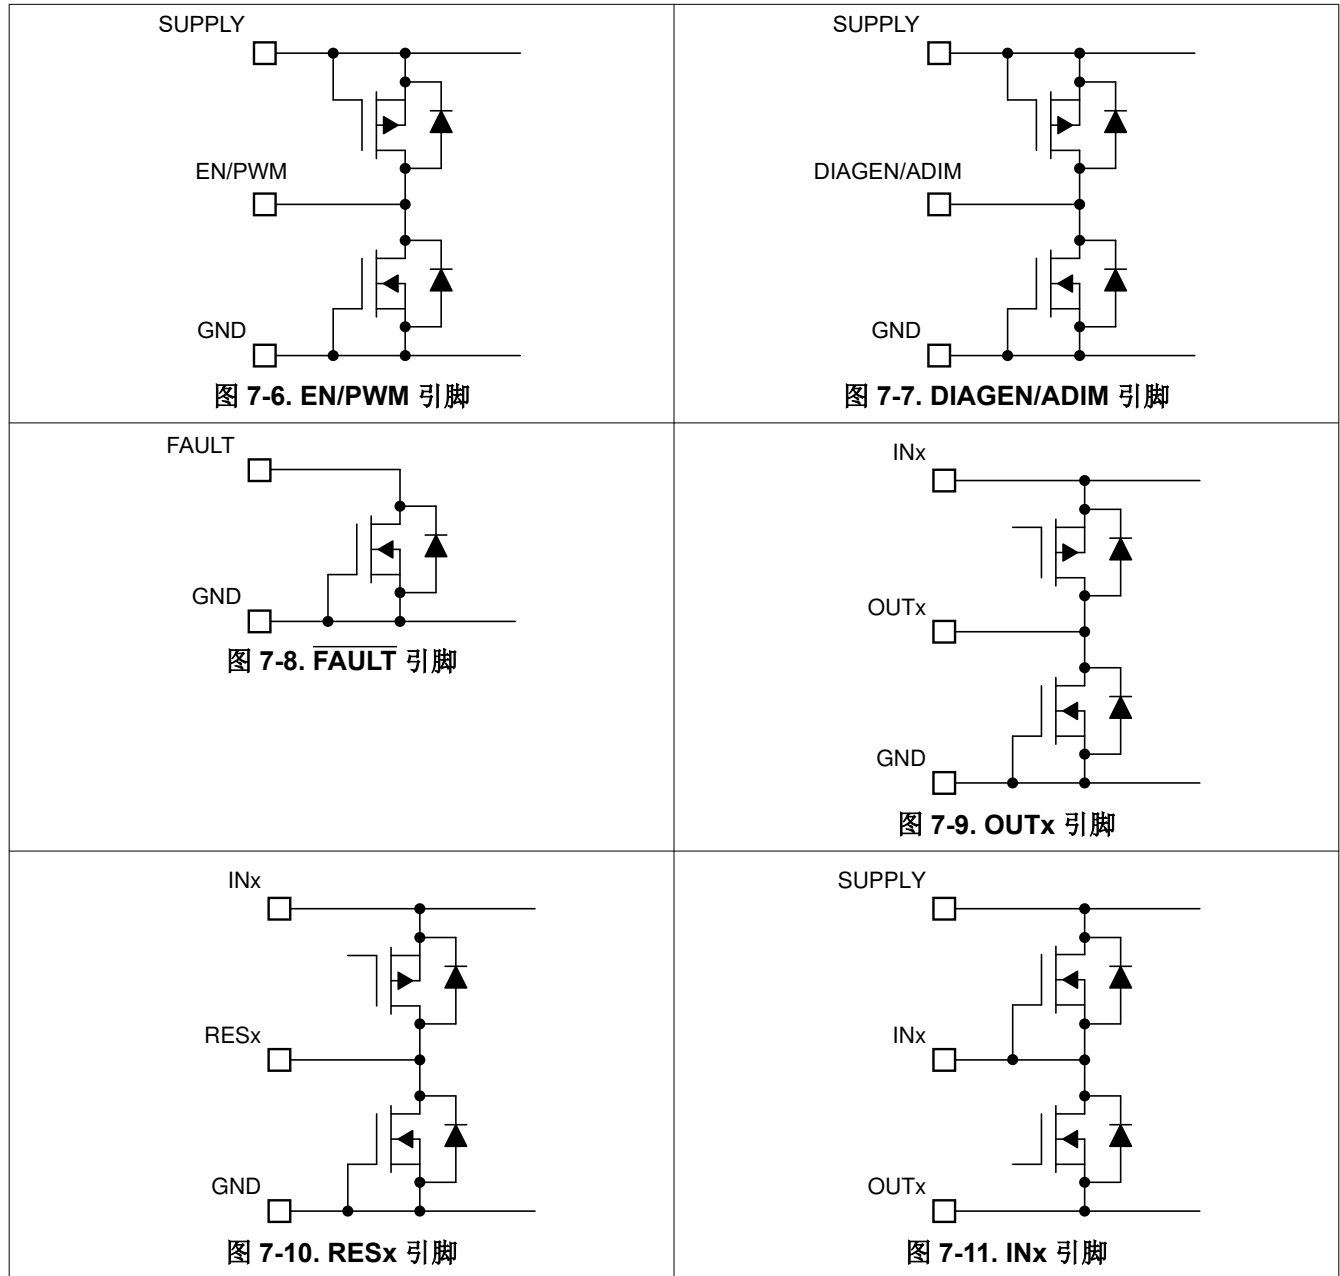 SUPPLY
EN/PWM
GND
图 7-6. EN/PWM 引脚
SUPPLY
DIAGEN/ADIM
GND
图 7-7. DIAGEN/ADIM 引脚
FAULT
GND
图 7-8. FAULT 引脚
INx
OUTx
GND
图 7-9. OUTx 引脚
INx
RESx
GND
图 7-10. RESx 引脚
SUPPLY
INx
OUTx
图 7-11. INx 引脚